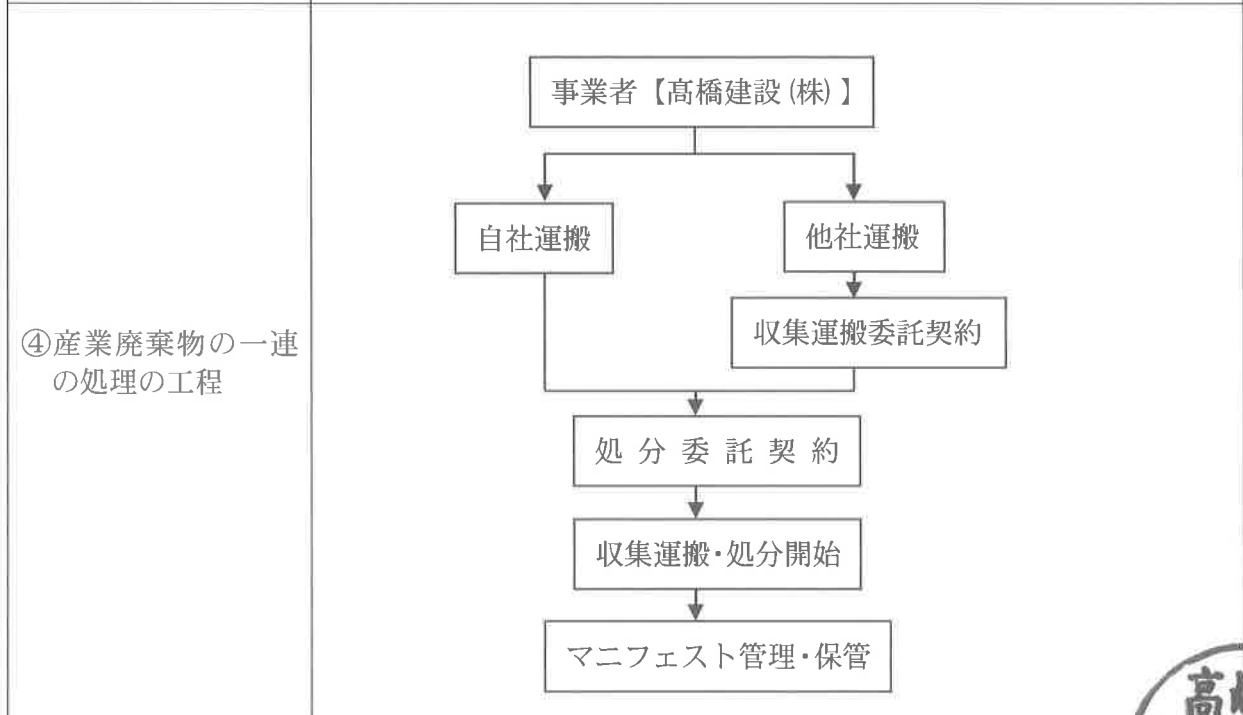 事業者【髙橋建設(株)】
自社運搬
他社運搬
収集運搬委託契約
④産業廃棄物の一連
の処理の工程
処分委託契約
収集運搬・処分開始
マニフェスト管理・保管
高